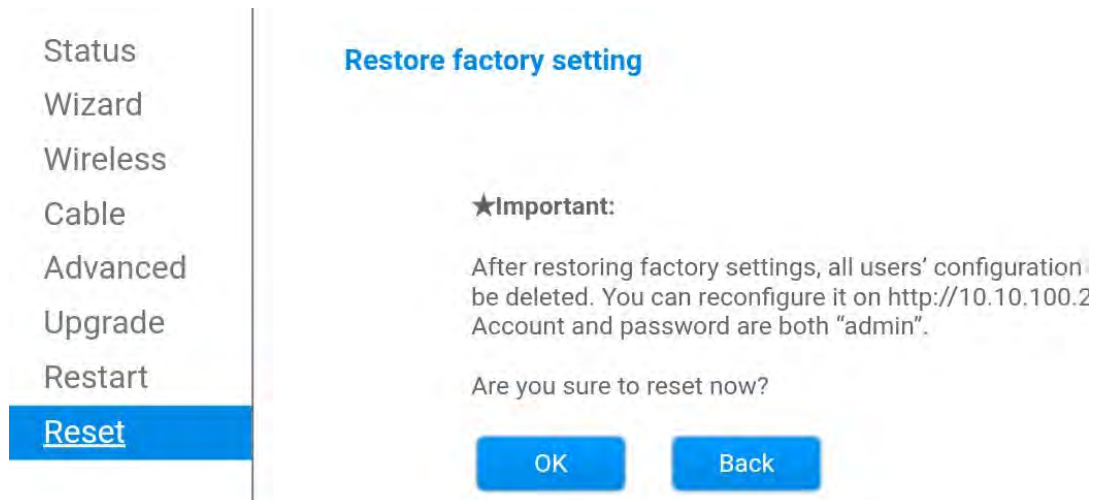 Status
Wizard
Wireless
Cable
Advanced
Upgrade
Restart
Reset
Restore factory setting
★Important:
After restoring factory settings, all users’ configuration
be deleted. You can reconfigure it on http://10.10.100.2
Account and password are both “admin”.
Are you sure to reset now?
OK
Back